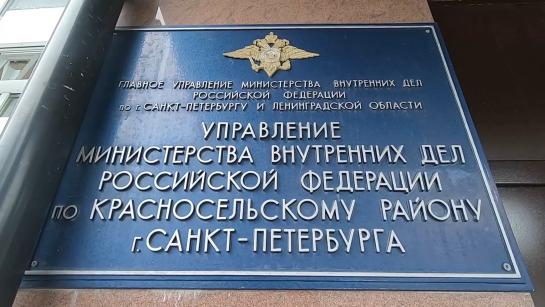 ГЛАВНОЕ УПРАВЛЕНИЕ МИНИСТЕРСТВА ВНУТРЕННИХ ДЕЛ
РОССИЙСКОЙ ФЕДЕРАЦИИ
ПО Г. САНКТ-ПЕТЕРБУРГУ И ЛЕНИНГРАДСКОЙ ОБЛАСТИ
УПРАВЛЕНИЕ
МИНИСТЕРСТВА ВНУТРЕННИХ ДЕЛ
РОССИЙСКОЙ ФЕДЕРАЦИИ
ПО КРАСНОСЕЛЬСКОМУ РАЙОНУ
Г. САНКТ-ПЕТЕРБУРГА